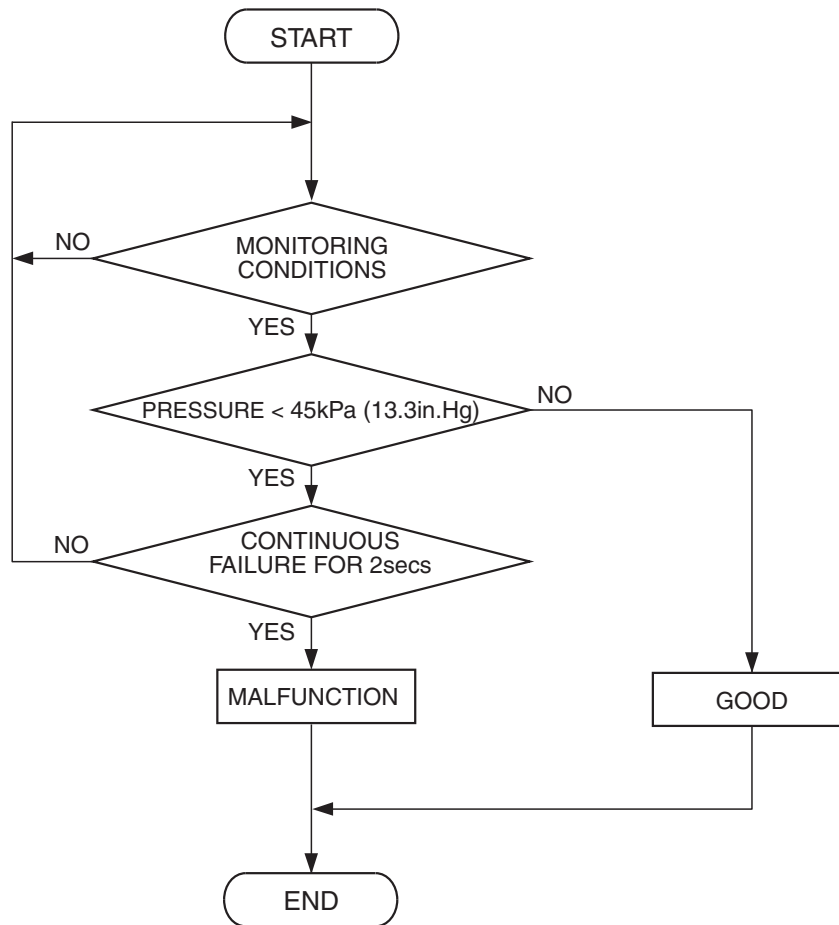 START
NO
MONITORING
CONDITIONS
YES
PRESSURE < 45kPa (13.3in.Hg)
NO
YES
NO
CONTINUOUS
FAILURE FOR 2secs
YES
MALFUNCTION
GOOD
END